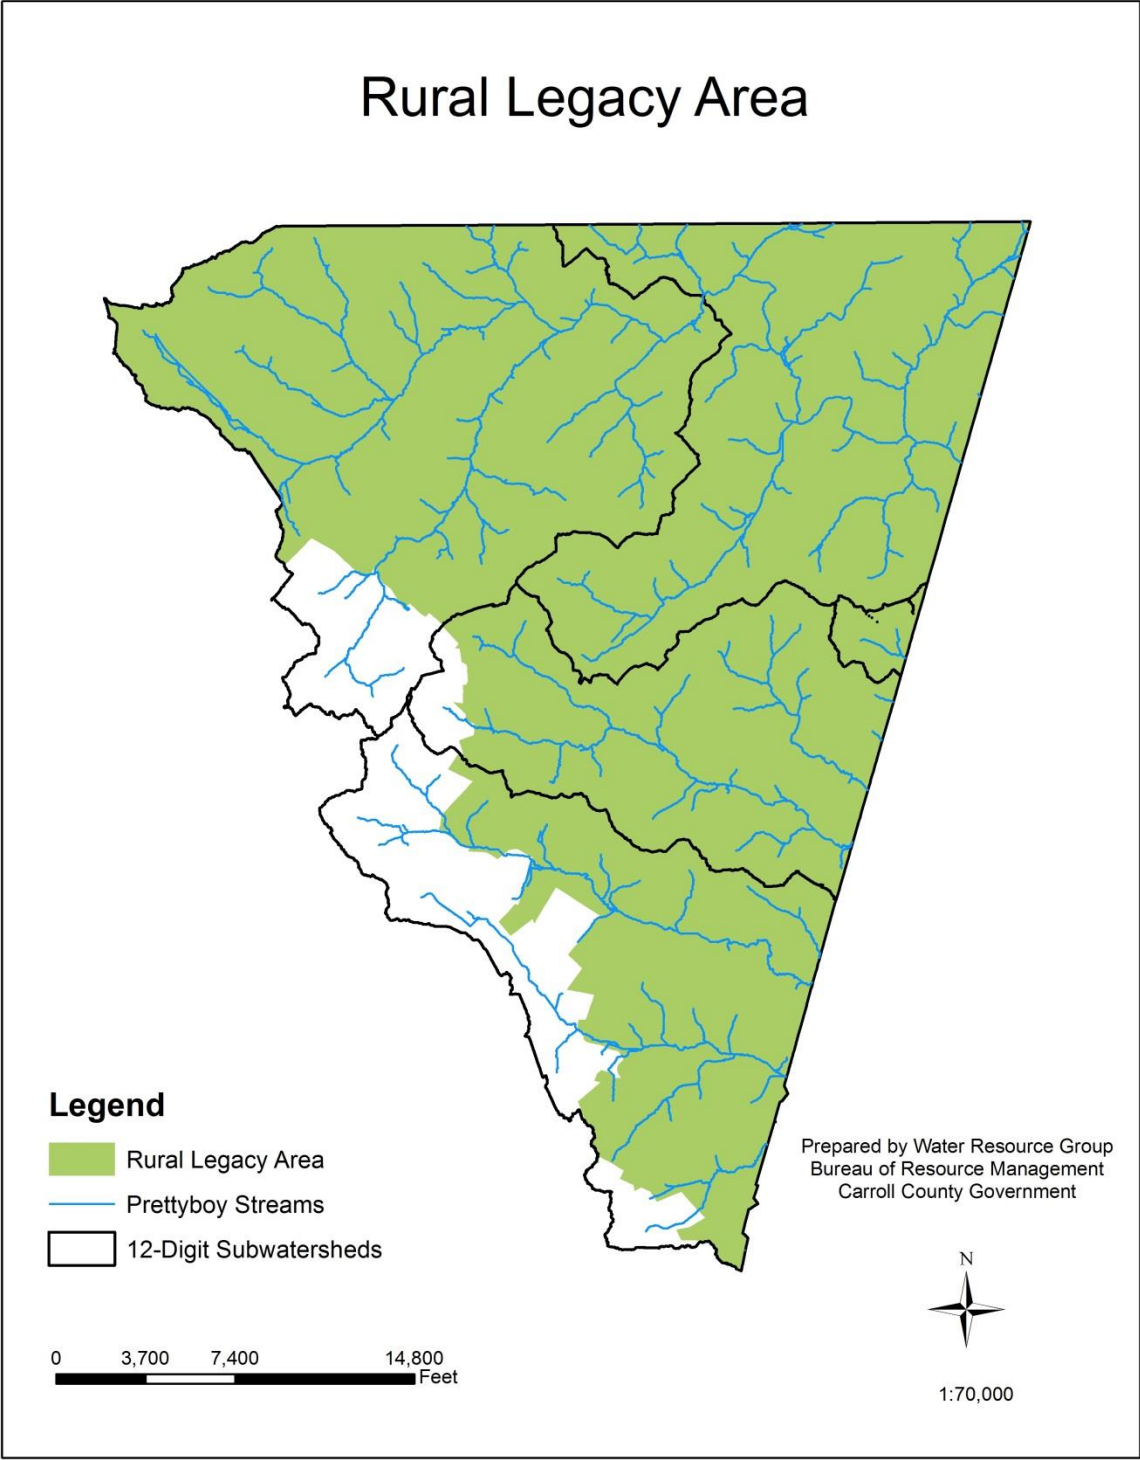 Rural Legacy Area
Legend
Rural Legacy Area
Prettyboy Streams
12-Digit Subwatersheds
Prepared by Water Resource Group
Bureau of Resource Management
Carroll County Government
N
0 3,700 7,400 14,800
Feet
1:70,000